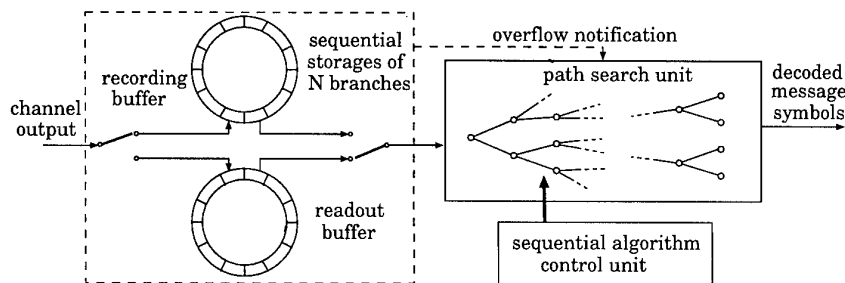 channel
output
recording
buffer
sequential
storages of
N branches
readout
buffer
overflow notification
path search unit
decoded
message
symbols
sequential algorithm
control unit